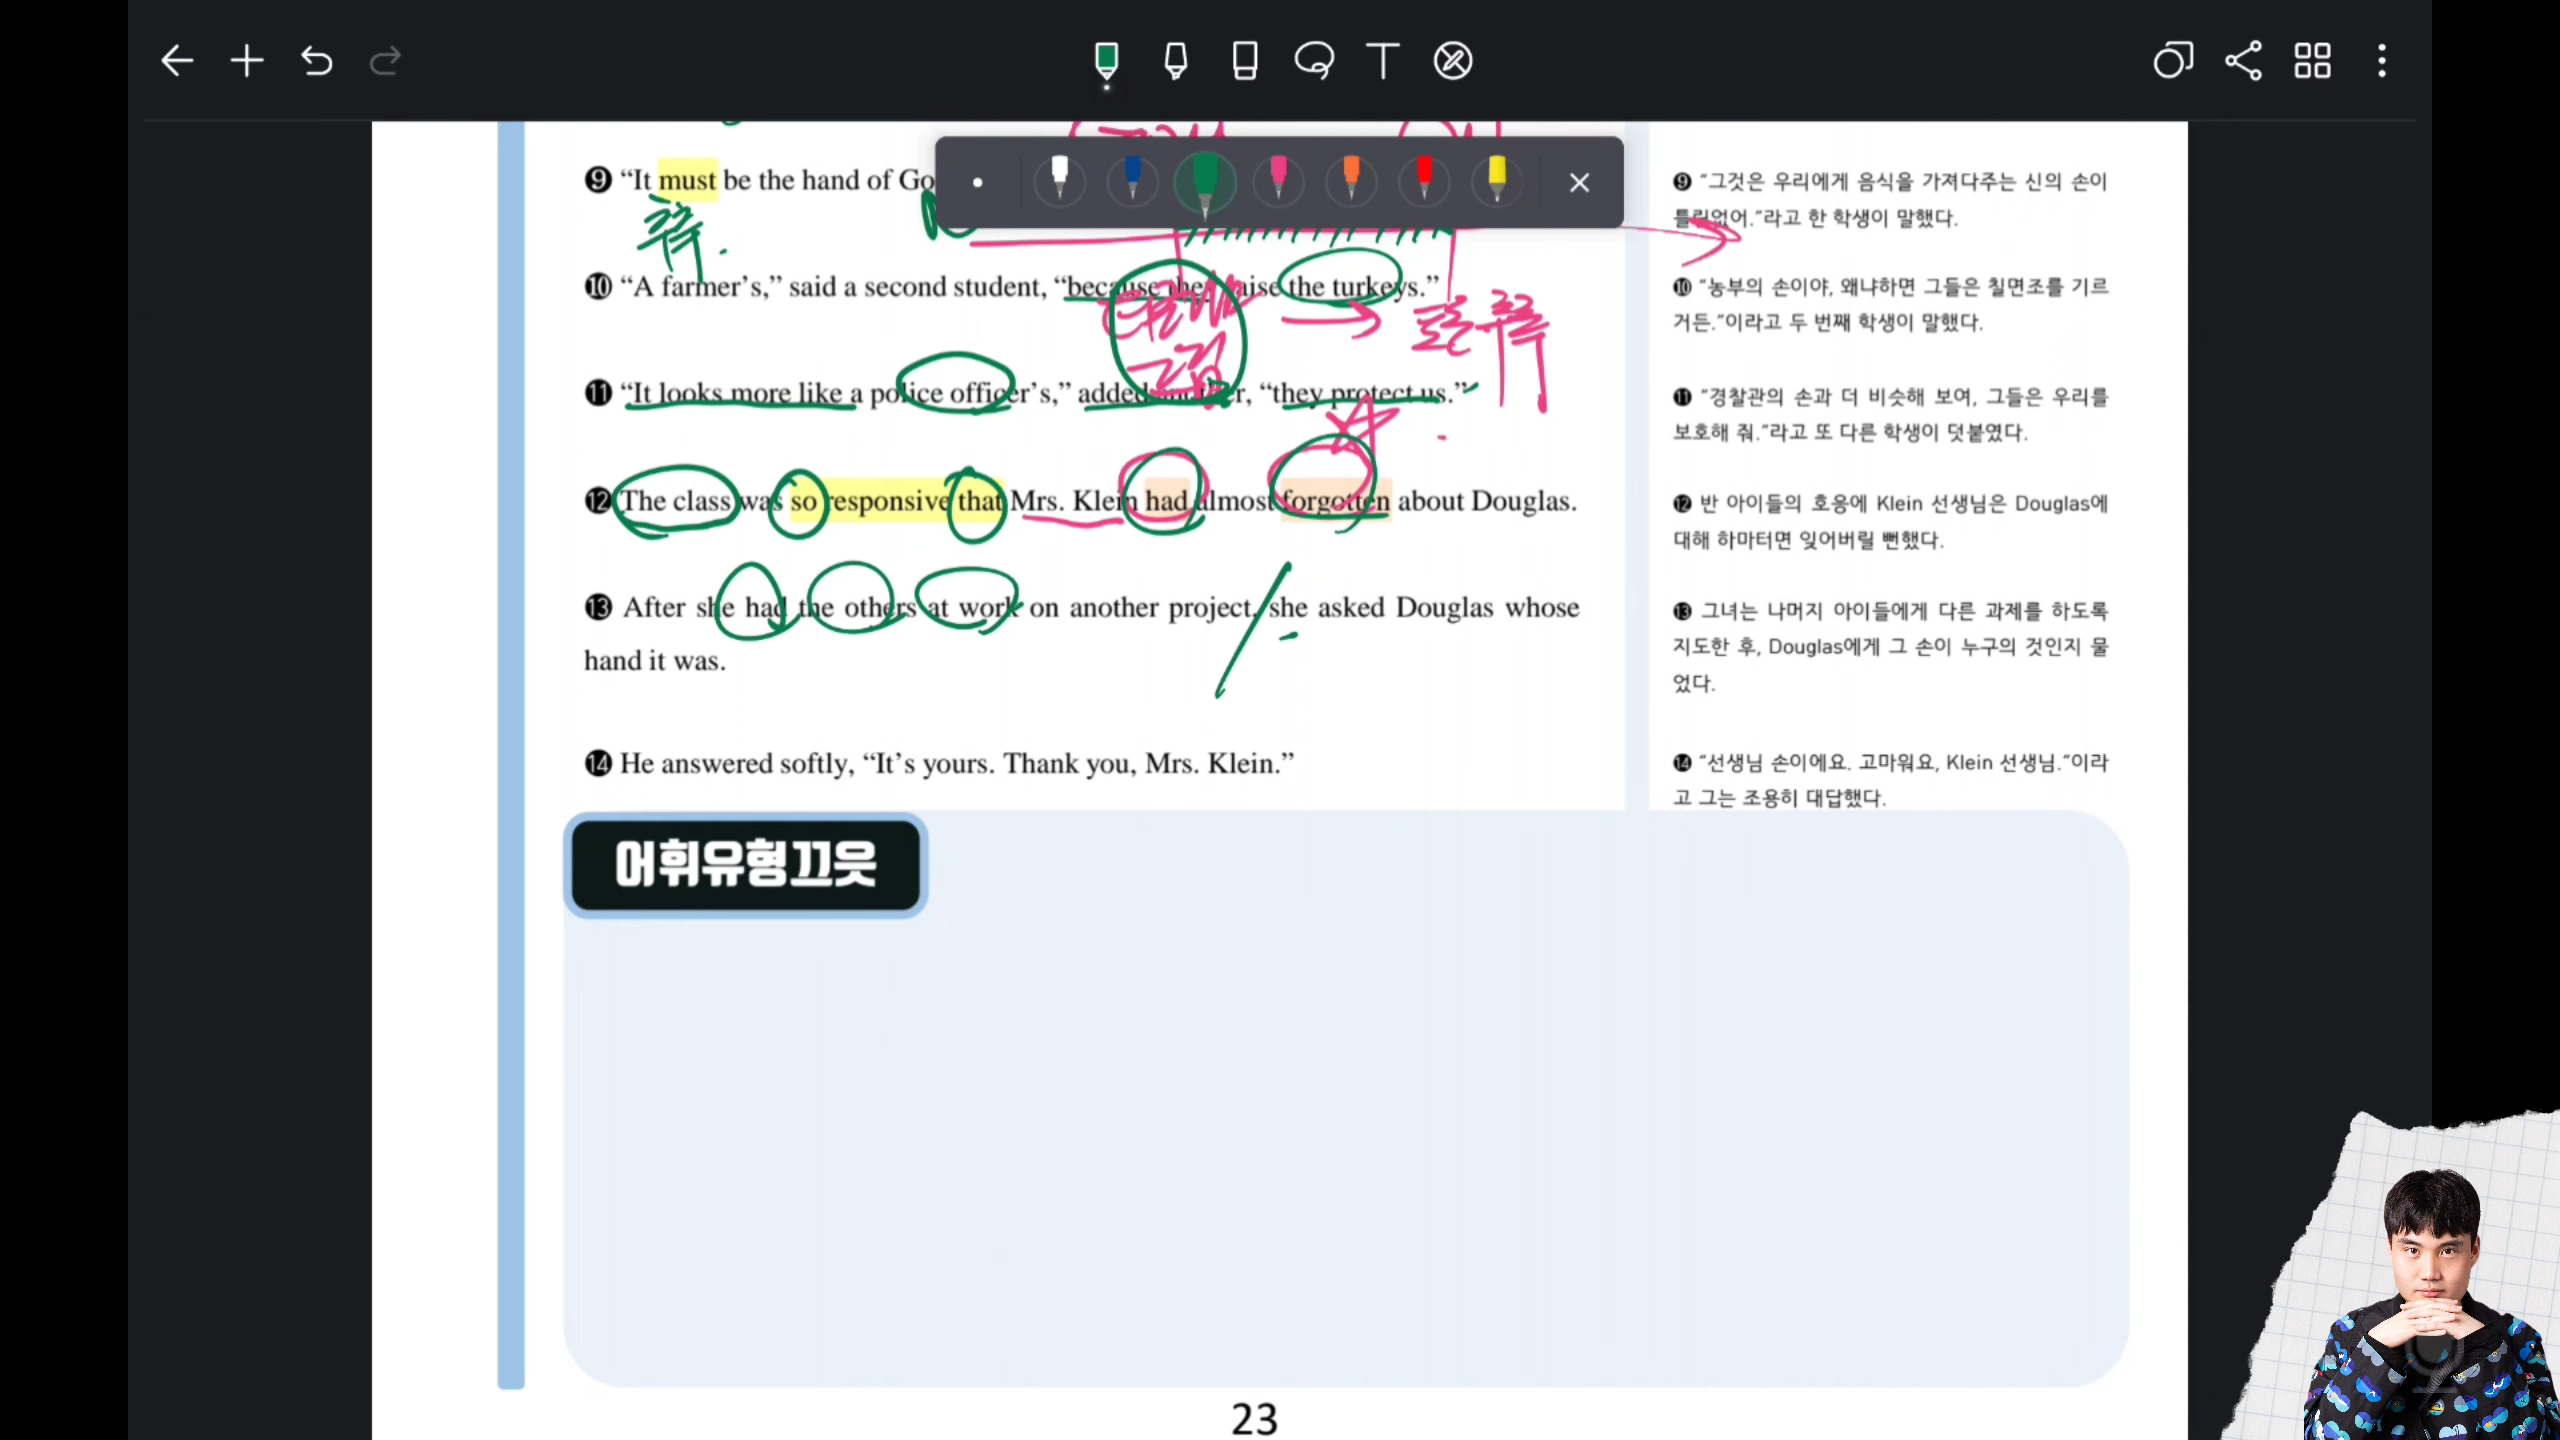 ❾ “It must be the hand of Go
❾ “그것은 우리에게 음식을 가져다주는 신의 손이
틀림없어.”라고 한 학생이 말했다.
추측.
❿ “A farmer’s,” said a second student, “because they raise the turkeys.”
❿ “농부의 손이야, 왜냐하면 그들은 칠면조를 기르
거든.”이라고 두 번째 학생이 말했다.
⓫ “It looks more like a police officer’s,” added another, “they protect us.”
⓫ “경찰관의 손과 더 비슷해 보여, 그들은 우리를
보호해 줘.”라고 또 다른 학생이 덧붙였다.
⓬ The class was so responsive that Mrs. Klein had almost forgotten about Douglas.
⓬ 반 아이들의 호응에 Klein 선생님은 Douglas에
대해 하마터면 잊어버릴 뻔했다.
⓭ After she had the others at work on another project, she asked Douglas whose
hand it was.
⓭ 그녀는 나머지 아이들에게 다른 과제를 하도록
지도한 후, Douglas에게 그 손이 누구의 것인지 물
었다.
⓮ He answered softly, “It’s yours. Thank you, Mrs. Klein.”
⓮ “선생님 손이에요. 고마워요, Klein 선생님.”이라
고 그는 조용히 대답했다.
어휘유형끄읏
23